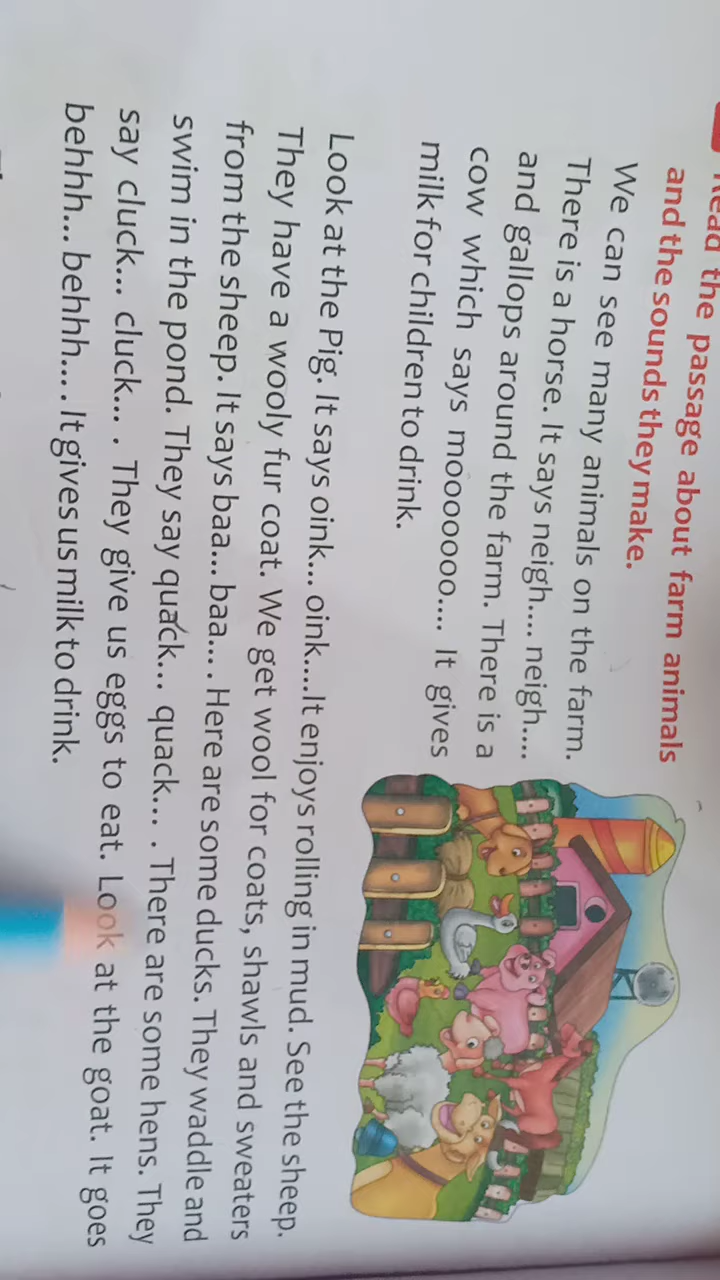 Read the passage about farm animals
and the sounds they make.
We can see many animals on the farm.
There is a horse. It says neigh.... neigh....
and gallops around the farm. There is a
cow which says moooooooo.... It gives
milk for children to drink.
Look at the Pig. It says oink... oink....It enjoys rolling in mud. See the sheep.
They have a wooly fur coat. We get wool for coats, shawls and sweaters
from the sheep. It says baa... baa... . Here are some ducks. They waddle and
swim in the pond. They say quack... quack... . There are some hens. They
say cluck... cluck... . They give us eggs to eat. Look at the goat. It goes
behhh... behhh... . It gives us milk to drink.